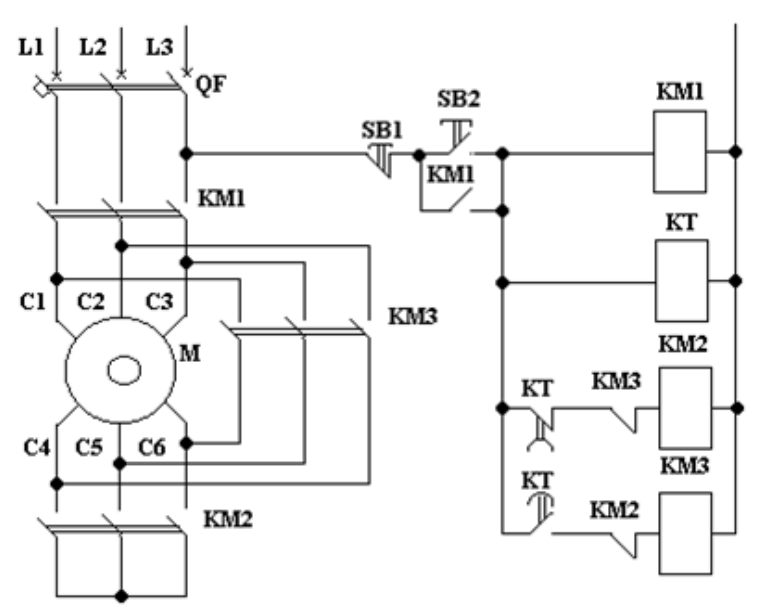 L1 L2 L3
QF
SB2
KM1
SB1
KM1
KM1
KT
C1 C2 C3
KM3
KM2
M
KT KM3
C4 C5 C6
KM3
KT
KM2
KM2